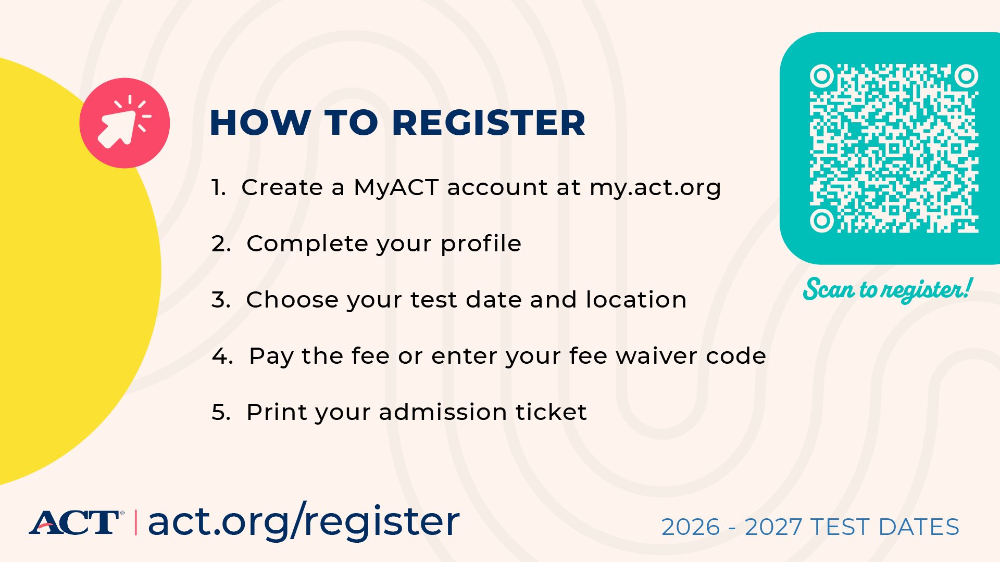 HOW TO REGISTER
1. Create a MyACT account at my.act.org
2. Complete your profile
3. Choose your test date and location
4. Pay the fee or enter your fee waiver code
5. Print your admission ticket
Scan to register!
ACT® | act.org/register
2026 - 2027 TEST DATES